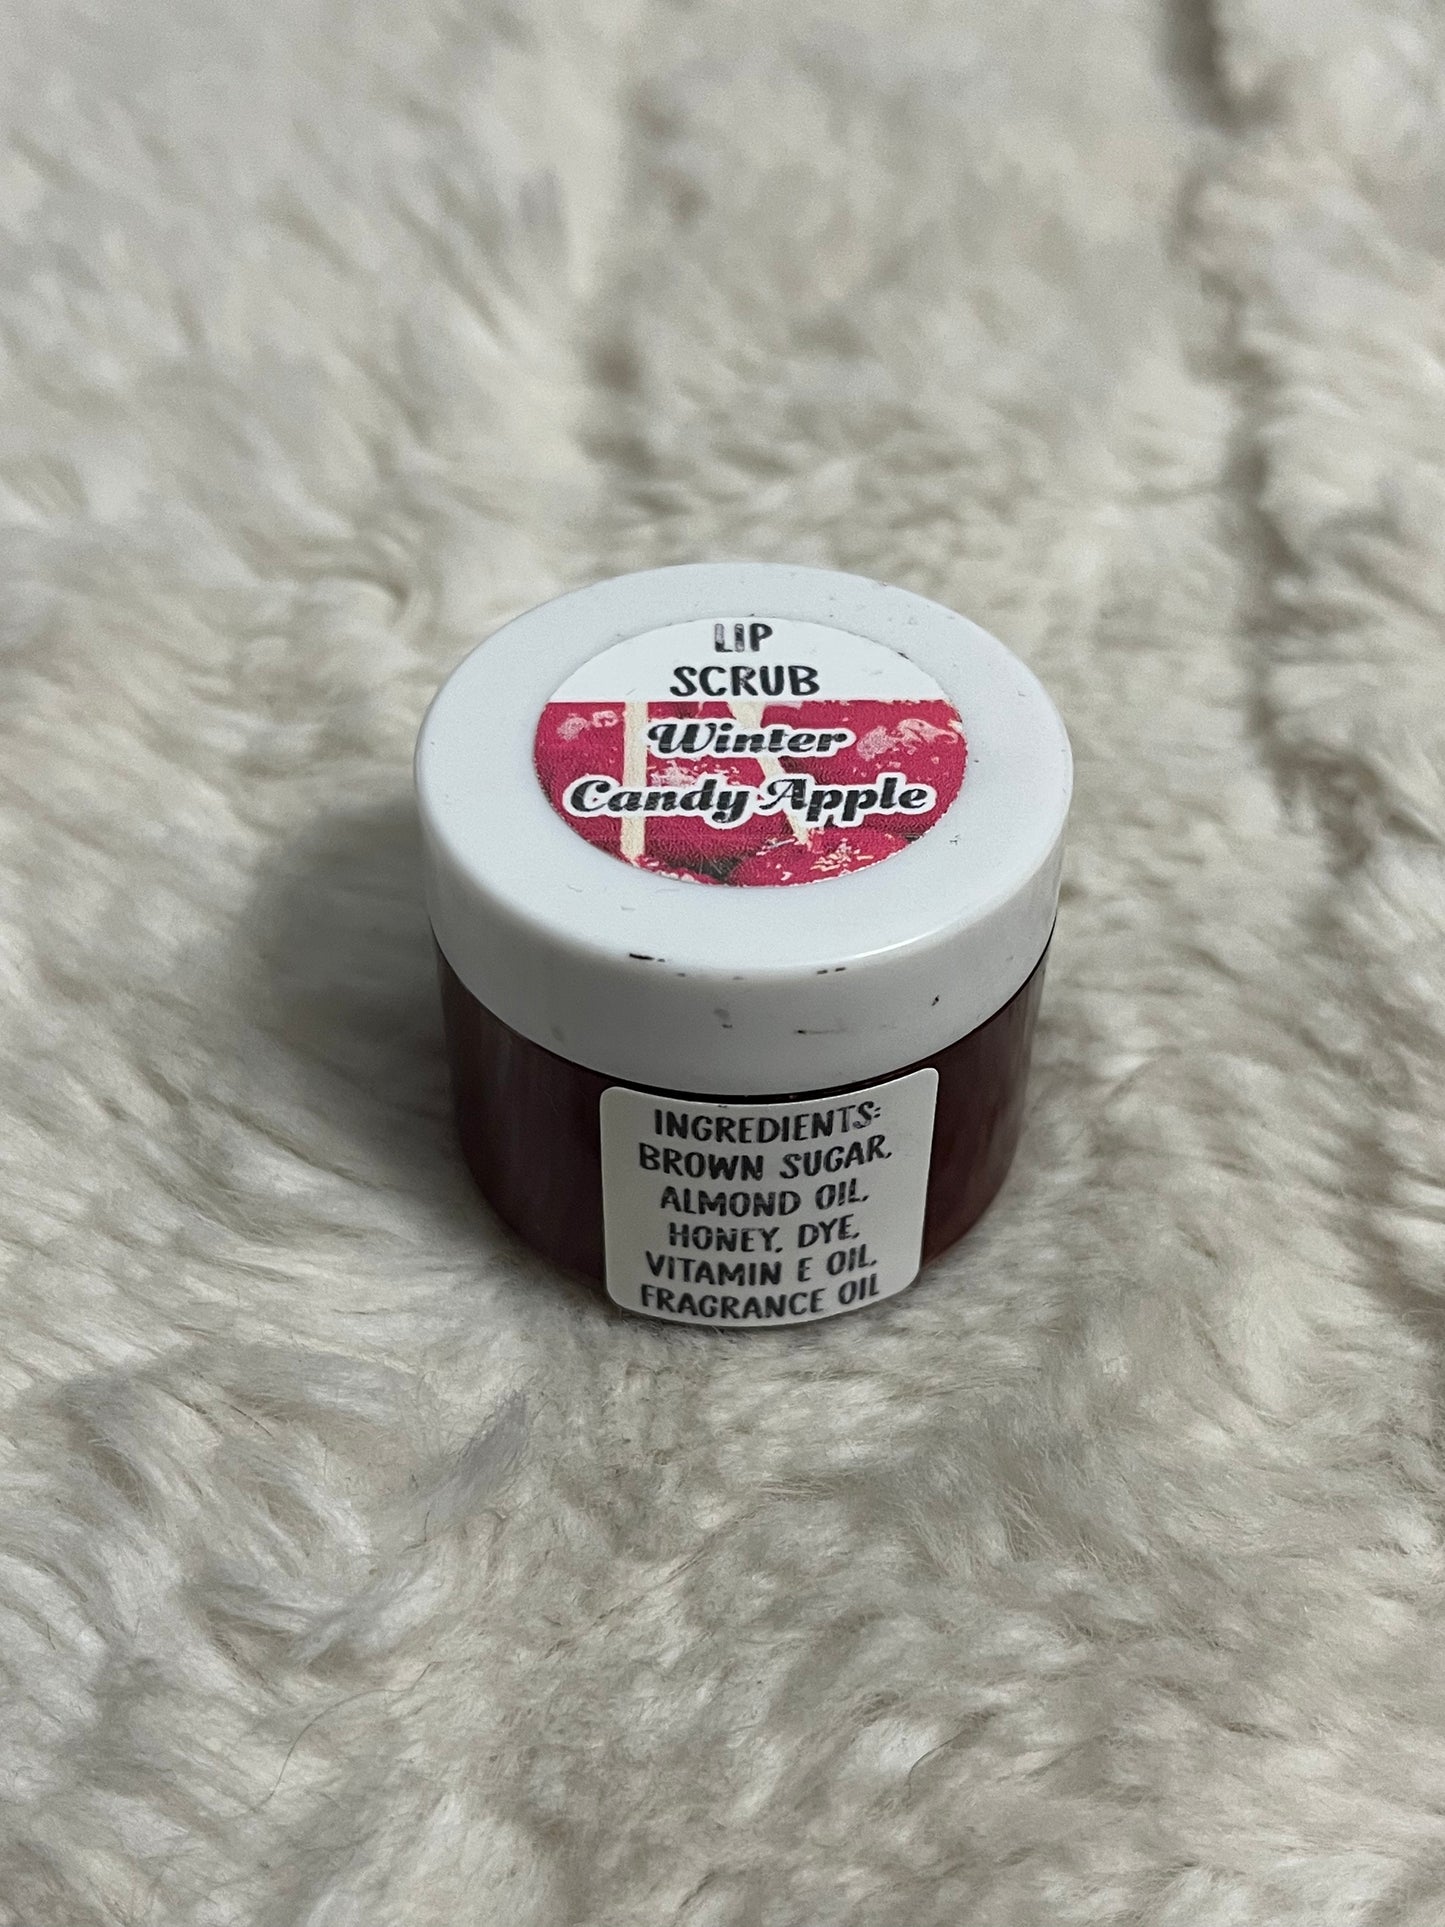 LIP
SCRUB
Winter
Candy Apple
INGREDIENTS:
BROWN SUGAR,
ALMOND OIL,
HONEY, DYE,
VITAMIN E OIL,
FRAGRANCE OIL